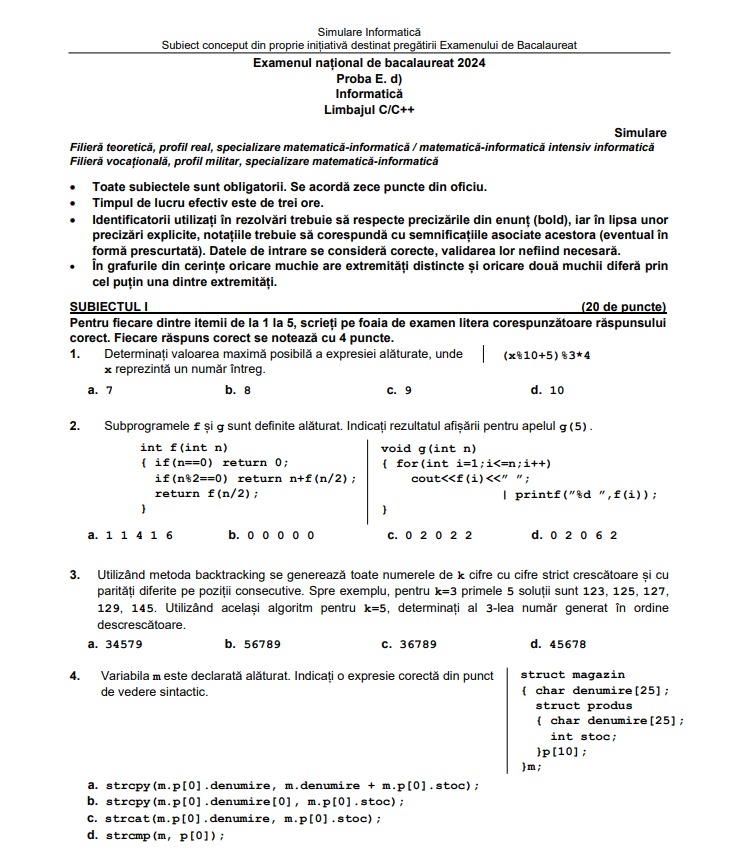 Simulare Informatică
Subiect conceput din proprie inițiativă destinat pregătirii Examenului de Bacalaureat
Examenul național de bacalaureat 2024
Proba E. d)
Informatică
Limbajul C/C++
Simulare
Filieră teoretică, profil real, specializare matematică-informatică / matematică-informatică intensiv informatică
Filieră vocațională, profil militar, specializare matematică-informatică
• Toate subiectele sunt obligatorii. Se acordă zece puncte din oficiu.
• Timpul de lucru efectiv este de trei ore.
• Identificatorii utilizați în rezolvări trebuie să respecte precizările din enunț (bold), iar în lipsa unor
precizări explicite, notațiile trebuie să corespundă cu semnificațiile asociate acestora (eventual în
formă prescurtată). Datele de intrare se consideră corecte, validarea lor nefiind necesară.
• În grafurile din cerințe oricare muchie are extremități distincte și oricare două muchii diferă prin
cel puțin una dintre extremități.
SUBIECTUL I (20 de puncte)
Pentru fiecare dintre itemii de la 1 la 5, scrieți pe foaia de examen litera corespunzătoare răspunsului
corect. Fiecare răspuns corect se notează cu 4 puncte.
1. Determinați valoarea maximă posibilă a expresiei alăturate, unde (x%10+5)%3*4
x reprezintă un număr întreg.
a. 7 b. 8 c. 9 d. 10
2. Subprogramele f și g sunt definite alăturat. Indicați rezultatul afișării pentru apelul g(5).
int f(int n) void g(int n)
{ if(n==0) return 0; { for(int i=1;i<=n;i++)
if(n%2==0) return n+f(n/2); cout<<f(i)<<" ";
return f(n/2); | printf("%d ",f(i));
} }
a. 1 1 4 1 6 b. 0 0 0 0 0 c. 0 2 0 2 2 d. 0 2 0 6 2
3. Utilizând metoda backtracking se generează toate numerele de k cifre cu cifre strict crescătoare și cu
parități diferite pe poziții consecutive. Spre exemplu, pentru k=3 primele 5 soluții sunt 123, 125, 127,
129, 145. Utilizând același algoritm pentru k=5, determinați al 3-lea număr generat în ordine
descrescătoare.
a. 34579 b. 56789 c. 36789 d. 45678
4. Variabila m este declarată alăturat. Indicați o expresie corectă din punct
de vedere sintactic.
struct magazin
{ char denumire[25];
struct produs
{ char denumire[25];
int stoc;
}p[10];
}m;
a. strcpy(m.p[0].denumire, m.denumire + m.p[0].stoc);
b. strcpy(m.p[0].denumire[0], m.p[0].stoc);
c. strcat(m.p[0].denumire, m.p[0].stoc);
d. strcmp(m, p[0]);